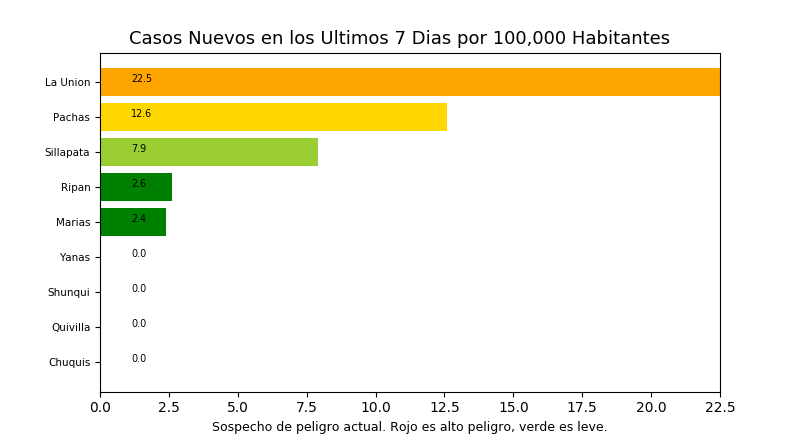 Casos Nuevos en los Ultimos 7 Dias por 100,000 Habitantes
La Union 22.5
Pachas 12.6
Sillapata 7.9
Ripan 2.6
Marias 2.4
Yanas 0.0
Shunqui 0.0
Quivilla 0.0
Chuquis 0.0
0.0 2.5 5.0 7.5 10.0 12.5 15.0 17.5 20.0 22.5
Sospecho de peligro actual. Rojo es alto peligro, verde es leve.